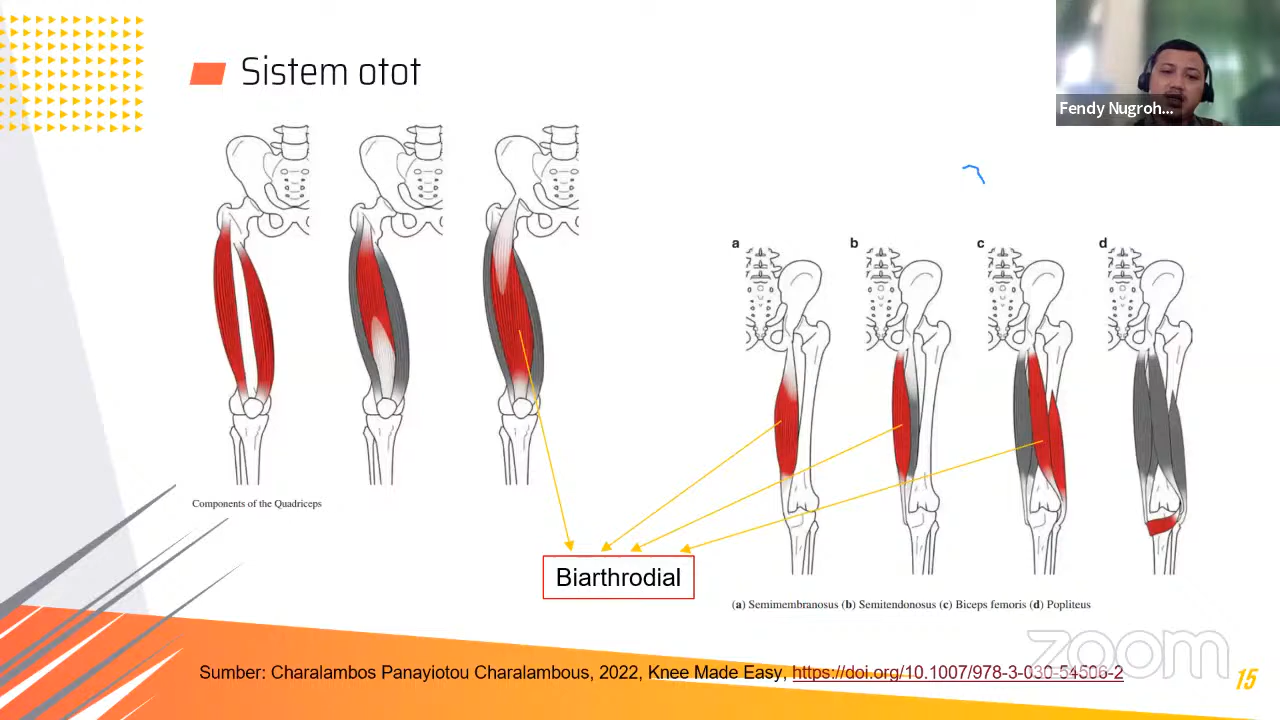 Sistem otot
Fendy Nugroh...
a b c d
Components of the Quadriceps
Biarthrodial
(a) Semimembranosus (b) Semitendonosus (c) Biceps femoris (d) Popliteus
zoom
Sumber: Charalambos Panayiotou Charalambous, 2022, Knee Made Easy, https://doi.org/10.1007/978-3-030-54506-2
15